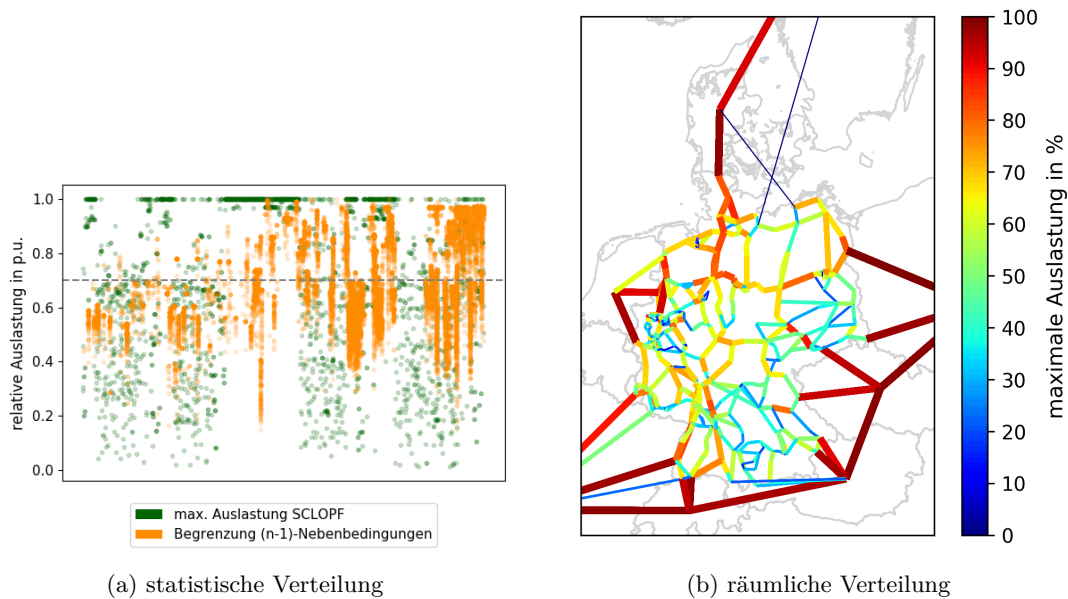 1.0
0.8
0.6
0.4
0.2
0.0
relative Auslastung in p.u.
max. Auslastung SCLOPF
Begrenzung (n-1)-Nebenbedingungen
(a) statistische Verteilung
100
90
80
70
60
50
40
30
20
10
0
maximale Auslastung in %
(b) räumliche Verteilung